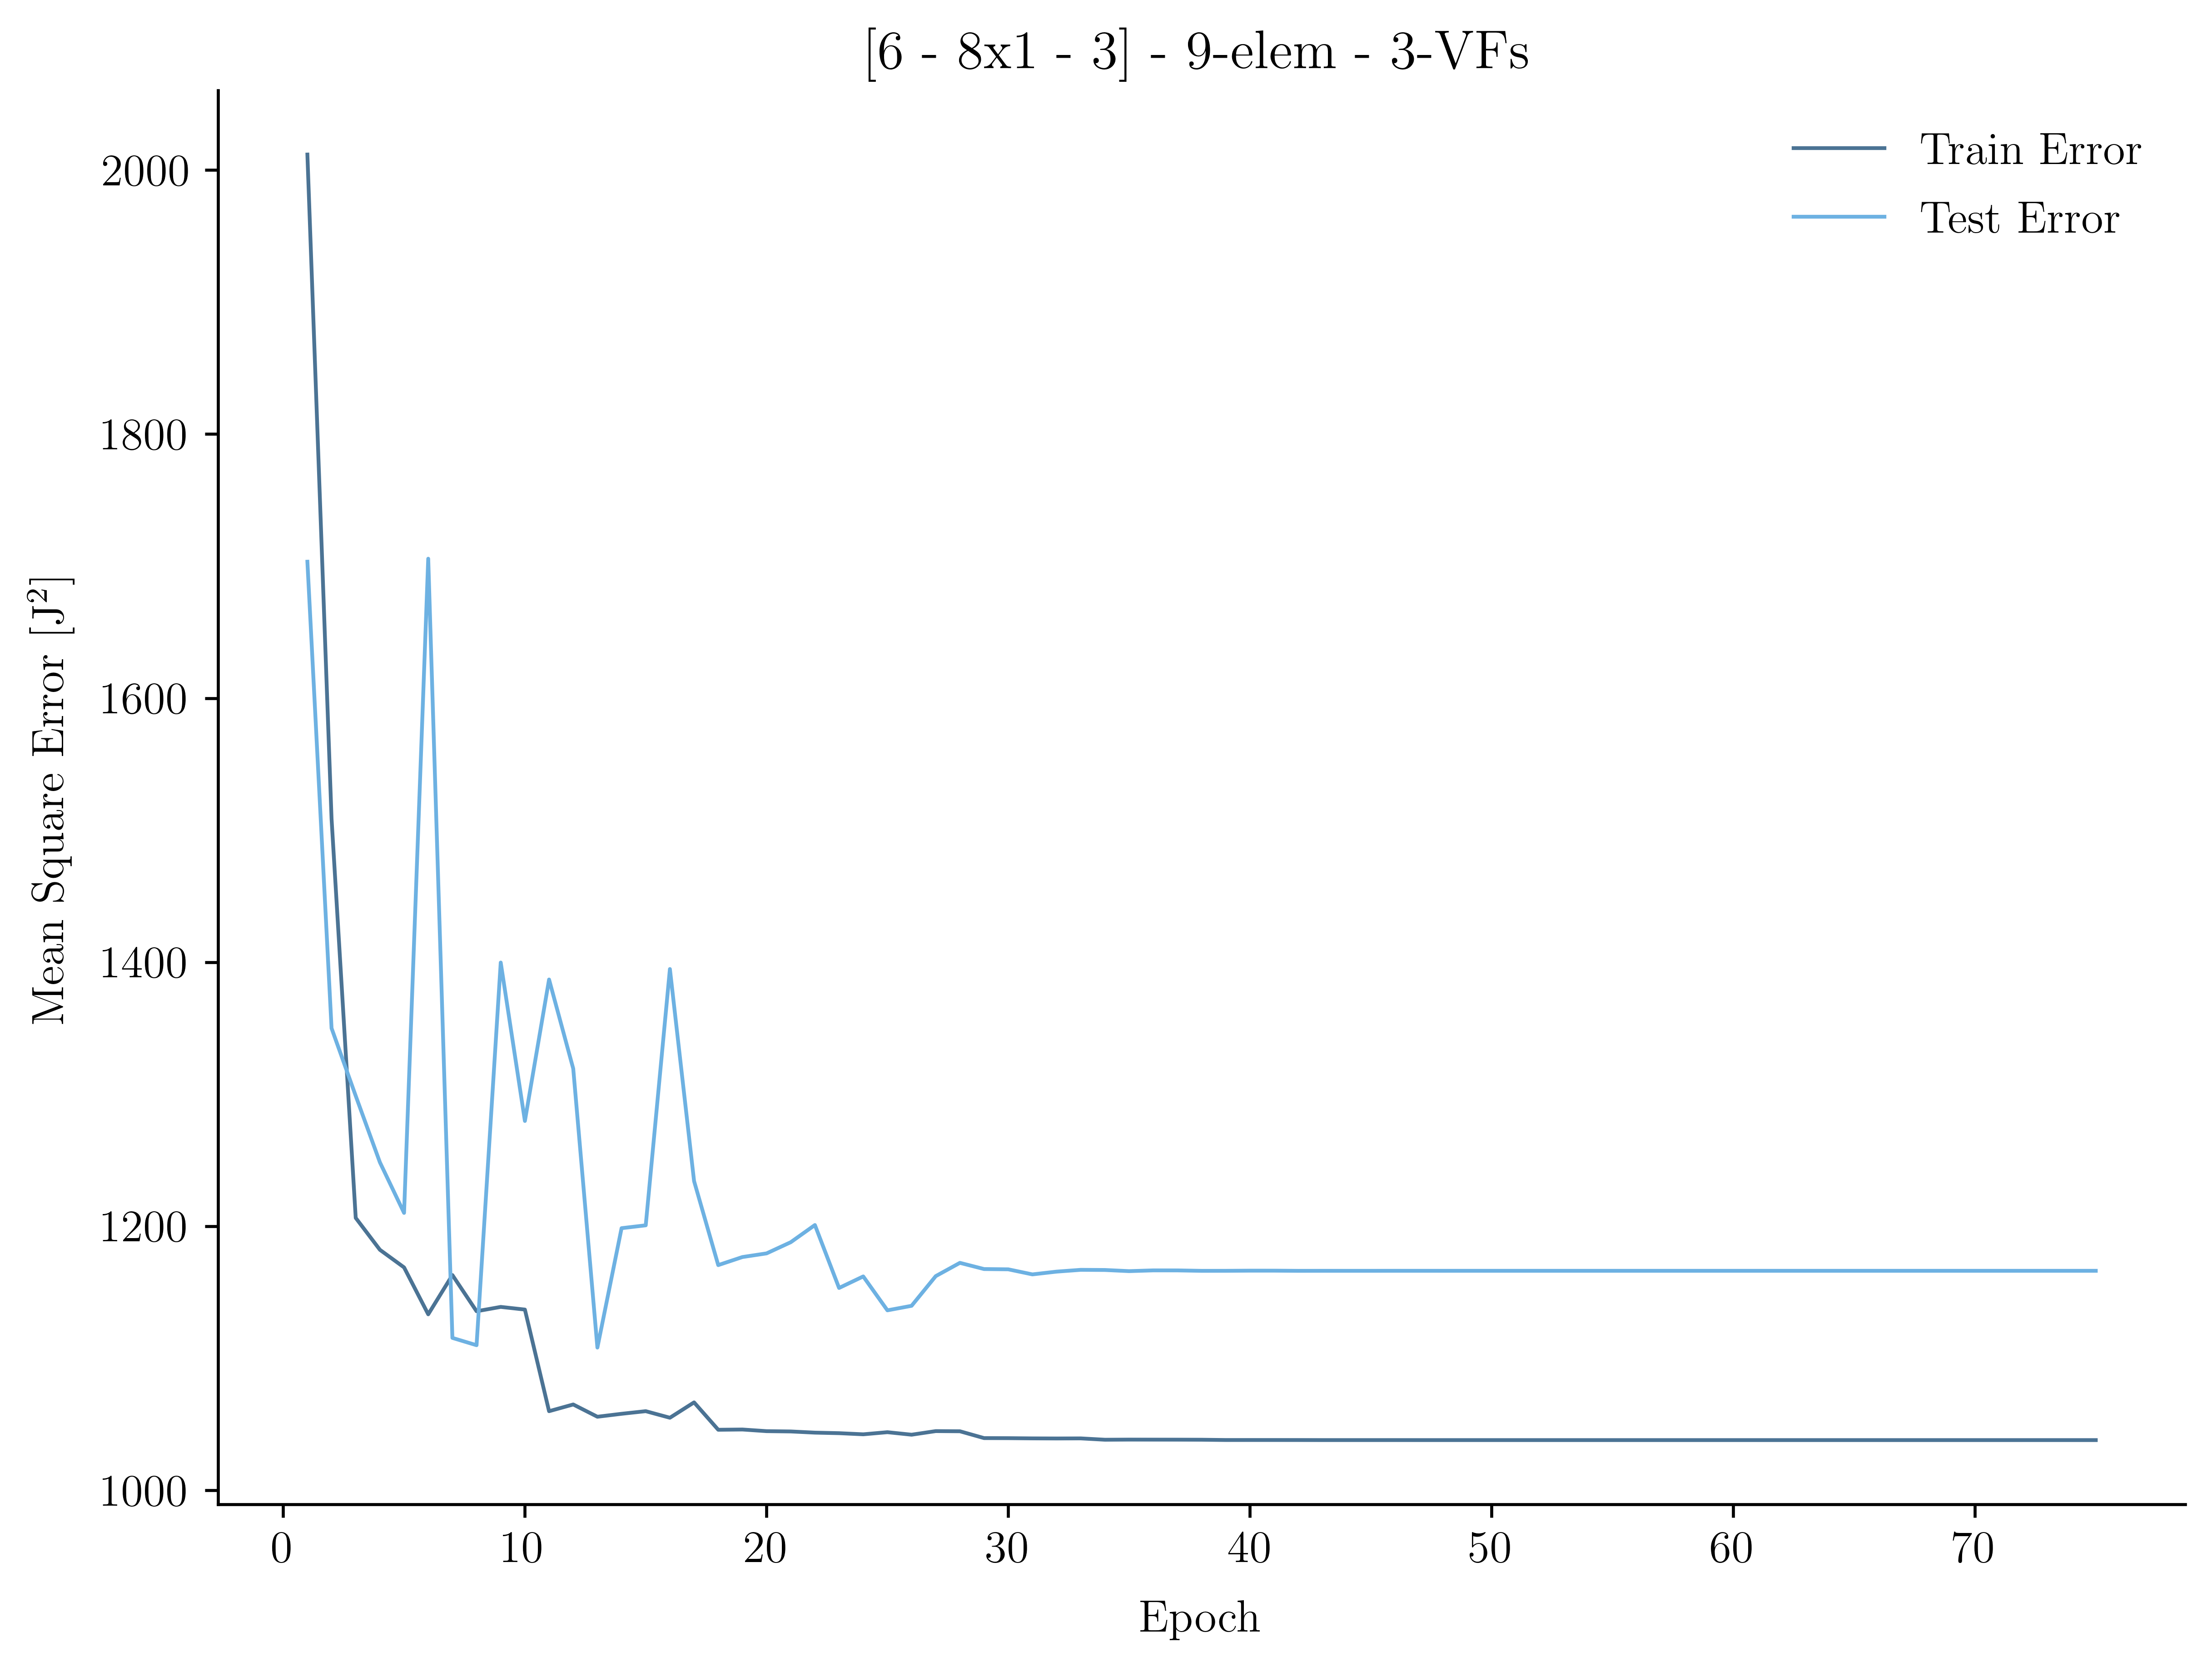 [6 - 8x1 - 3] - 9-elem - 3-VFs
Train Error
Test Error
Mean Square Error [J²]
2000
1800
1600
1400
1200
1000
0 10 20 30 40 50 60 70
Epoch